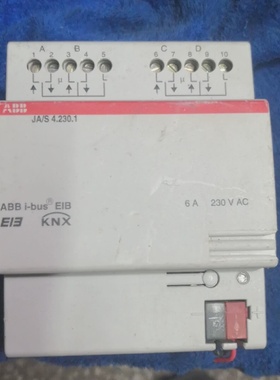 A B C D
1 2 3 4 5 6 7 8 9 10
µ µ
ABB
JA/S 4.230.1
ABB i-bus® EIB
6 A 230 V AC
EIB KNX